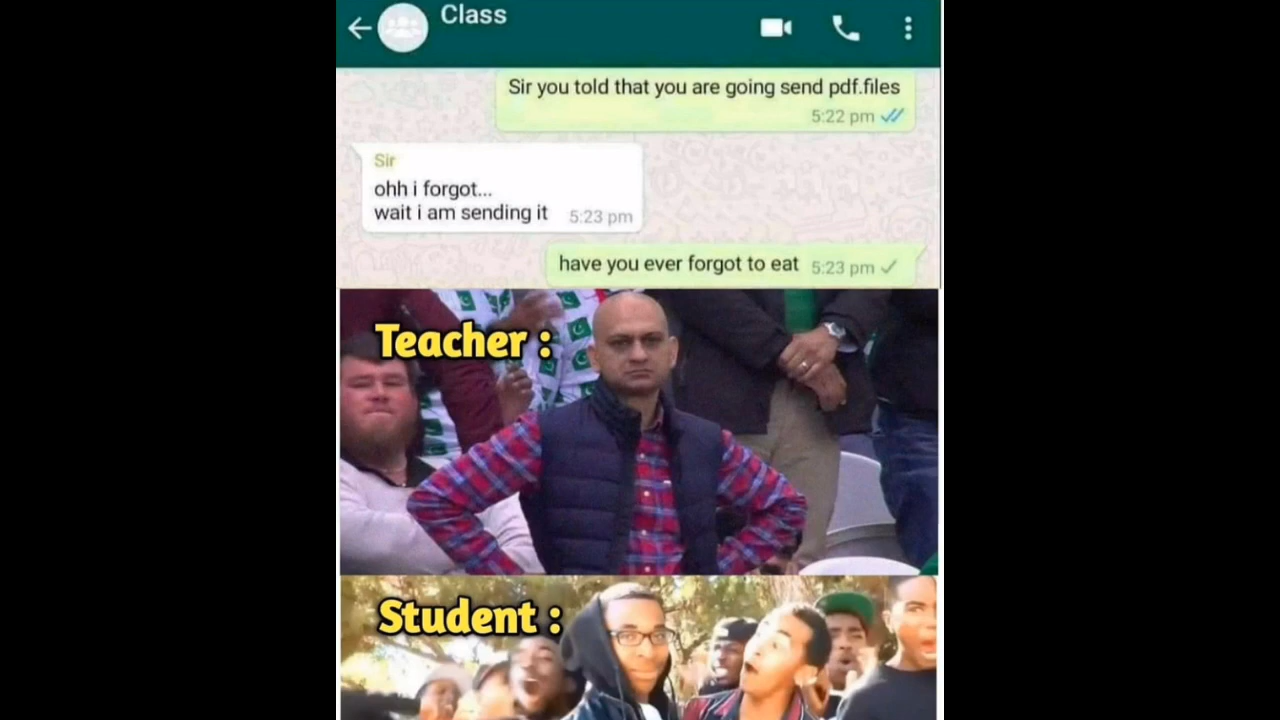 Class
Sir you told that you are going send pdf.files
5:22 pm
Sir
ohh i forgot...
wait i am sending it 5:23 pm
have you ever forgot to eat 5:23 pm
Teacher :
Student :